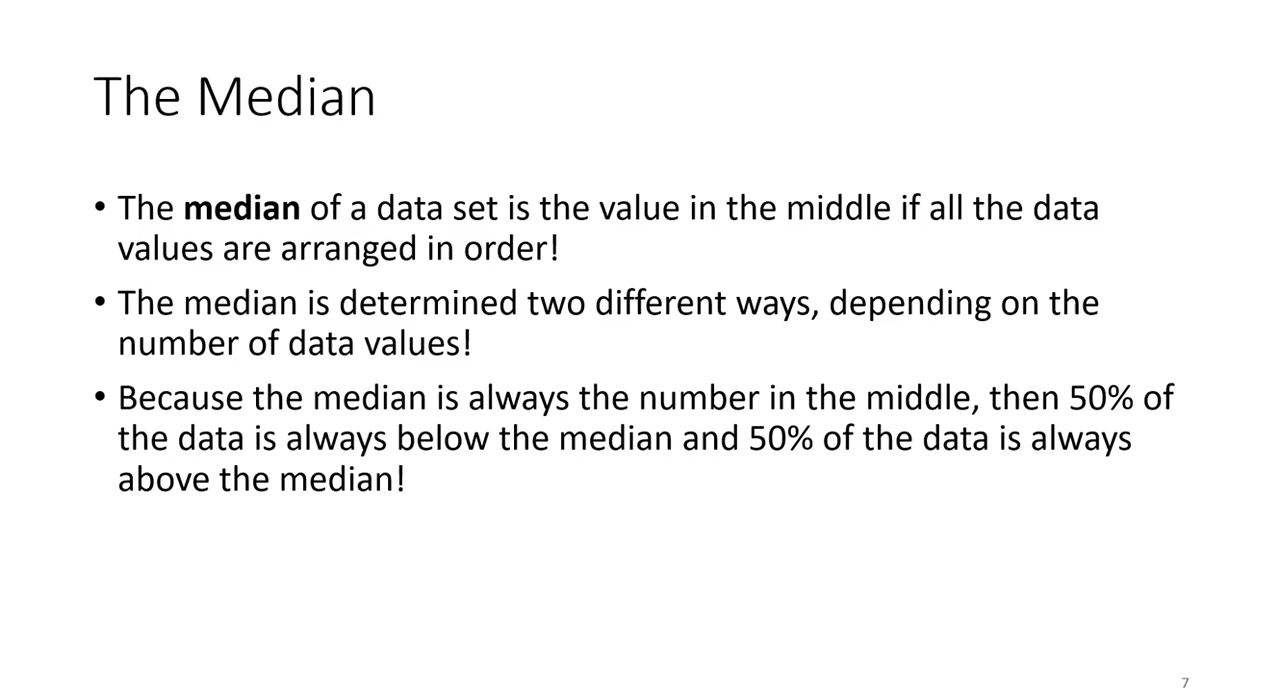 The Median
• The median of a data set is the value in the middle if all the data
values are arranged in order!
• The median is determined two different ways, depending on the
number of data values!
• Because the median is always the number in the middle, then 50% of
the data is always below the median and 50% of the data is always
above the median!
7